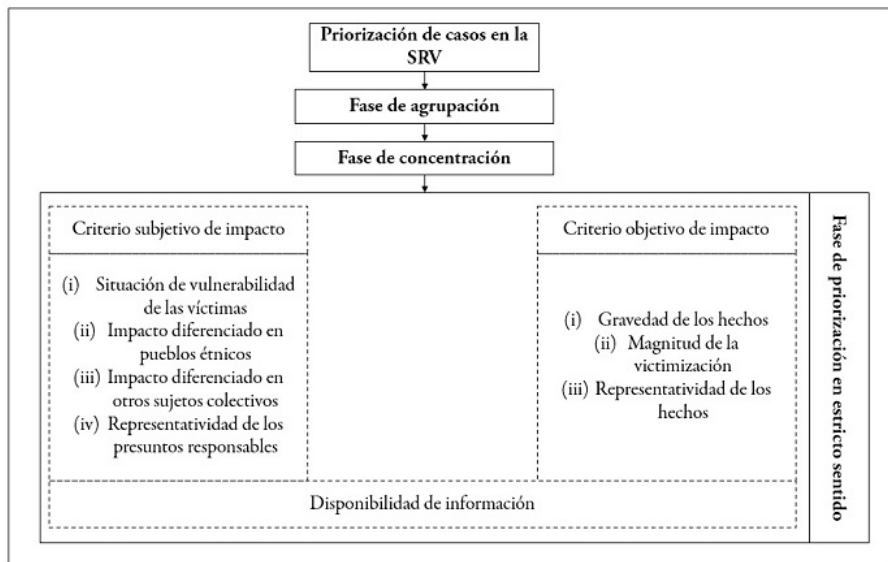 Priorización de casos en la
SRV
Fase de agrupación
Fase de concentración
Criterio subjetivo de impacto
(i) Situación de vulnerabilidad
de las víctimas
(ii) Impacto diferenciado en
pueblos étnicos
(iii) Impacto diferenciado en
otros sujetos colectivos
(iv) Representatividad de los
presuntos responsables
Criterio objetivo de impacto
(i) Gravedad de los hechos
(ii) Magnitud de la
victimización
(iii) Representatividad de los
hechos
Disponibilidad de información
Fase de priorización en estricto sentido